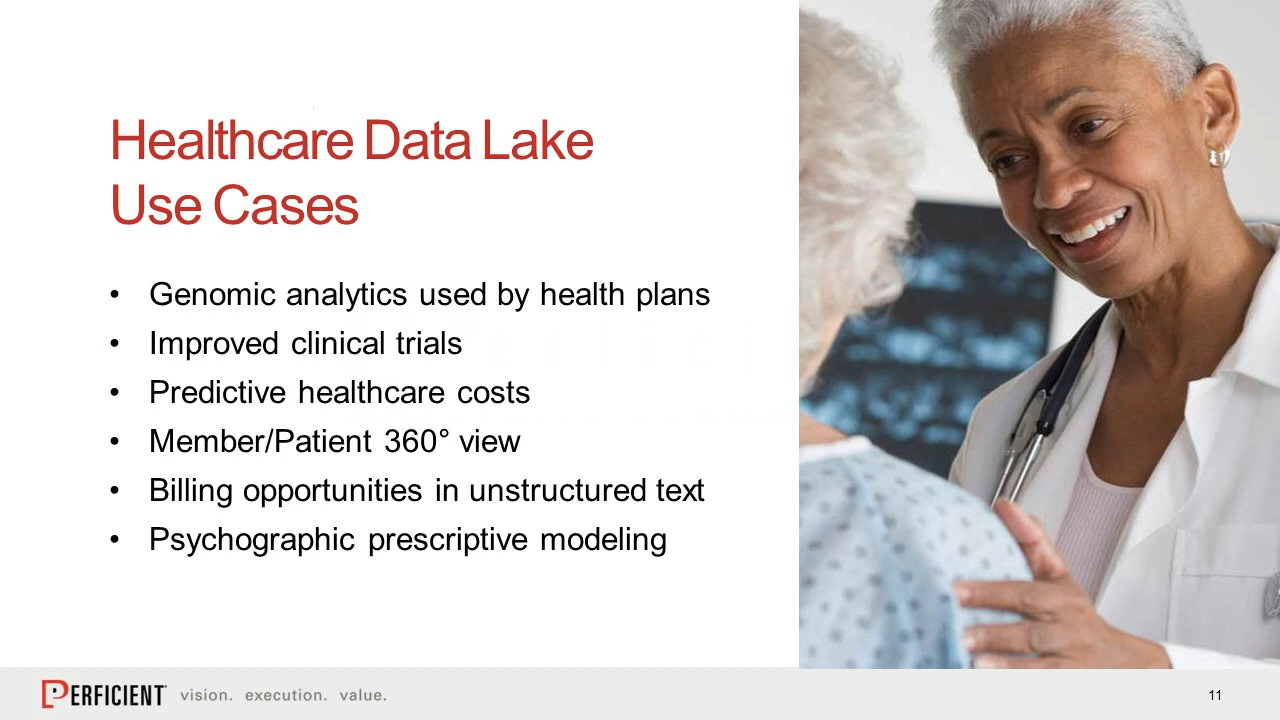 Healthcare Data Lake
Use Cases
• Genomic analytics used by health plans
• Improved clinical trials
• Predictive healthcare costs
• Member/Patient 360° view
• Billing opportunities in unstructured text
• Psychographic prescriptive modeling
PERFICIENT vision. execution. value.
11